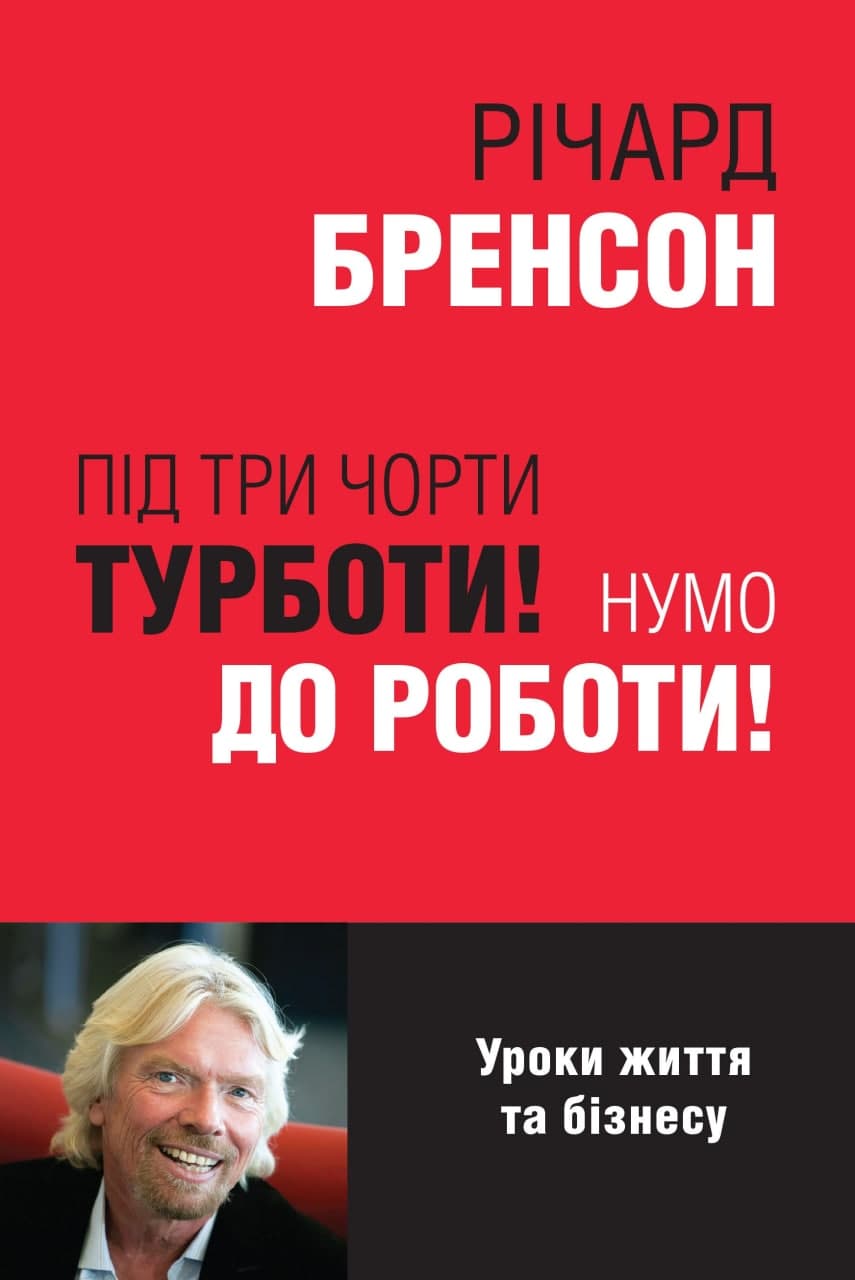 РІЧАРД
БРЕНСОН
ПІД ТРИ ЧОРТИ
ТУРБОТИ! НУМО
ДО РОБОТИ!
Уроки життя
та бізнесу